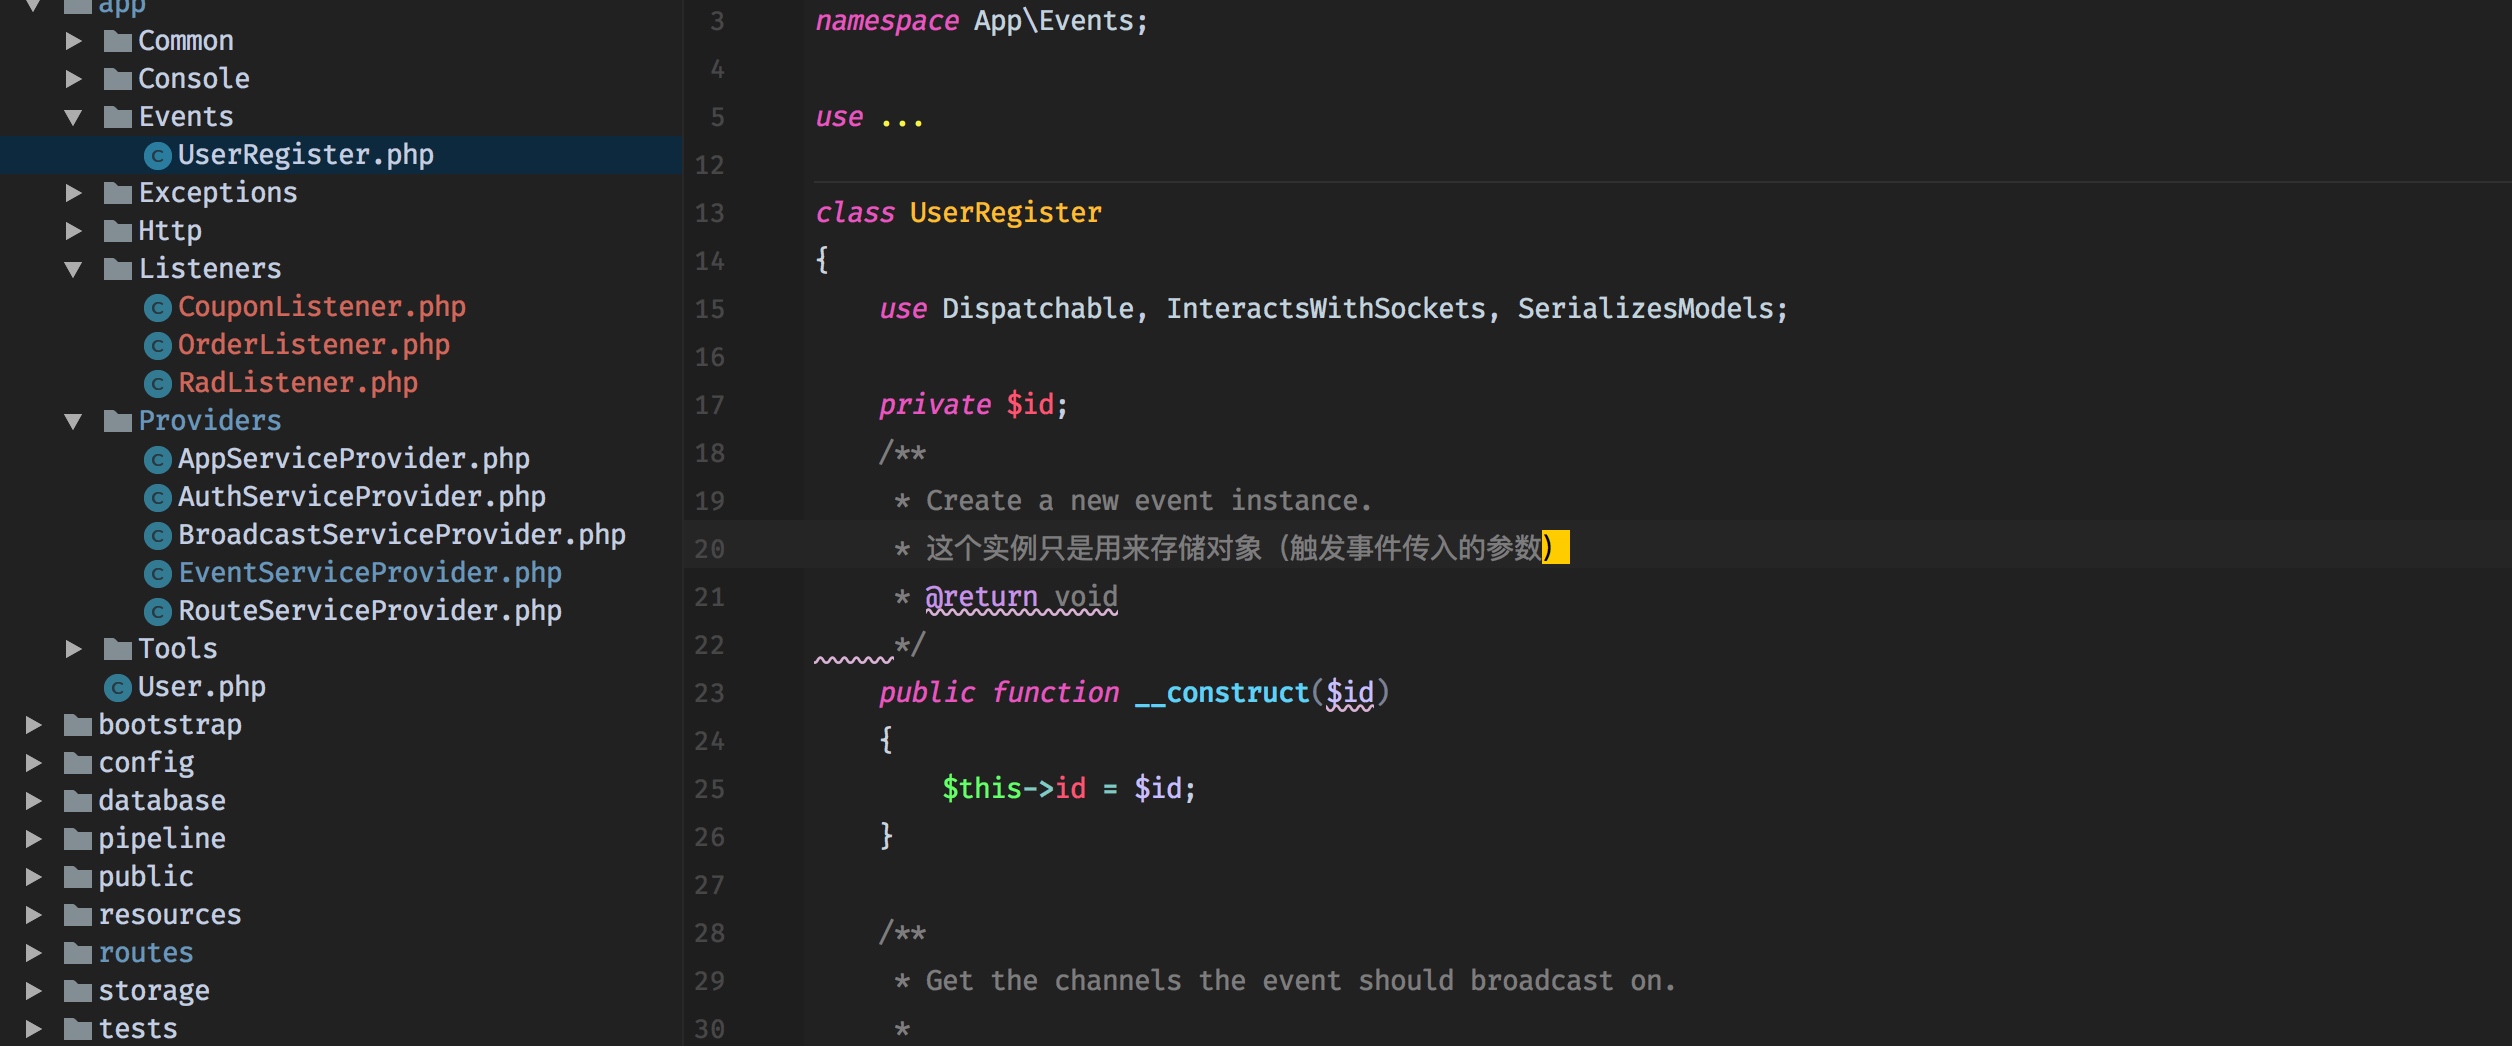 app
Common
Console
Events
UserRegister.php
Exceptions
Http
Listeners
CouponListener.php
OrderListener.php
RadListener.php
Providers
AppServiceProvider.php
AuthServiceProvider.php
BroadcastServiceProvider.php
EventServiceProvider.php
RouteServiceProvider.php
Tools
User.php
bootstrap
config
database
pipeline
public
resources
routes
storage
tests
3 namespace App\Events;
4
5 use ...
12
13 class UserRegister
14 {
15 use Dispatchable, InteractsWithSockets, SerializesModels;
16
17 private $id;
18 /**
19 * Create a new event instance.
20 * 这个实例只是用来存储对象（触发事件传入的参数）
21 * @return void
22 */
23 public function __construct($id)
24 {
25 $this->id = $id;
26 }
27
28 /**
29 * Get the channels the event should broadcast on.
30 *